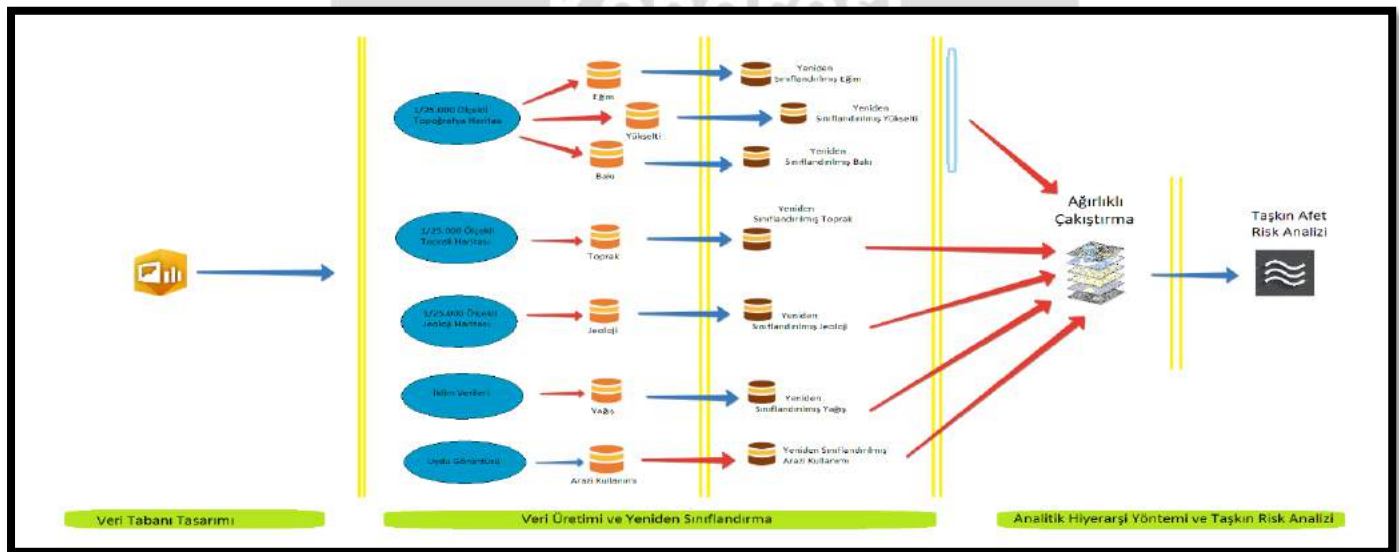 1/25.000 Ölçekli
Topoğrafya Haritası
Eğim
Yeniden
Sınıflandırılmış Eğim
Yükselti
Yeniden
Sınıflandırılmış Yükselti
Bakı
Yeniden
Sınıflandırılmış Bakı
1/25.000 Ölçekli
Toprak Haritası
Toprak
Yeniden
Sınıflandırılmış Toprak
1/25.000 Ölçekli
Jeoloji Haritası
Jeoloji
Yeniden
Sınıflandırılmış Jeoloji
İklim Verileri
Yağış
Yeniden
Sınıflandırılmış Yağış
Uydu Görüntüsü
Arazi Kullanımı
Yeniden Sınıflandırılmış
Arazi Kullanımı
Ağırlıklı
Çakıştırma
Taşkın Afet
Risk Analizi
Veri Tabanı Tasarımı
Veri Üretimi ve Yeniden Sınıflandırma
Analitik Hiyerarşi Yöntemi ve Taşkın Risk Analizi